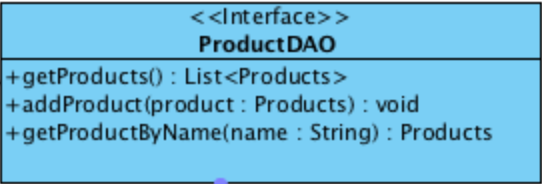 <<Interface>>
ProductDAO
+getProducts() : List<Products>
+addProduct(product : Products) : void
+getProductByName(name : String) : Products